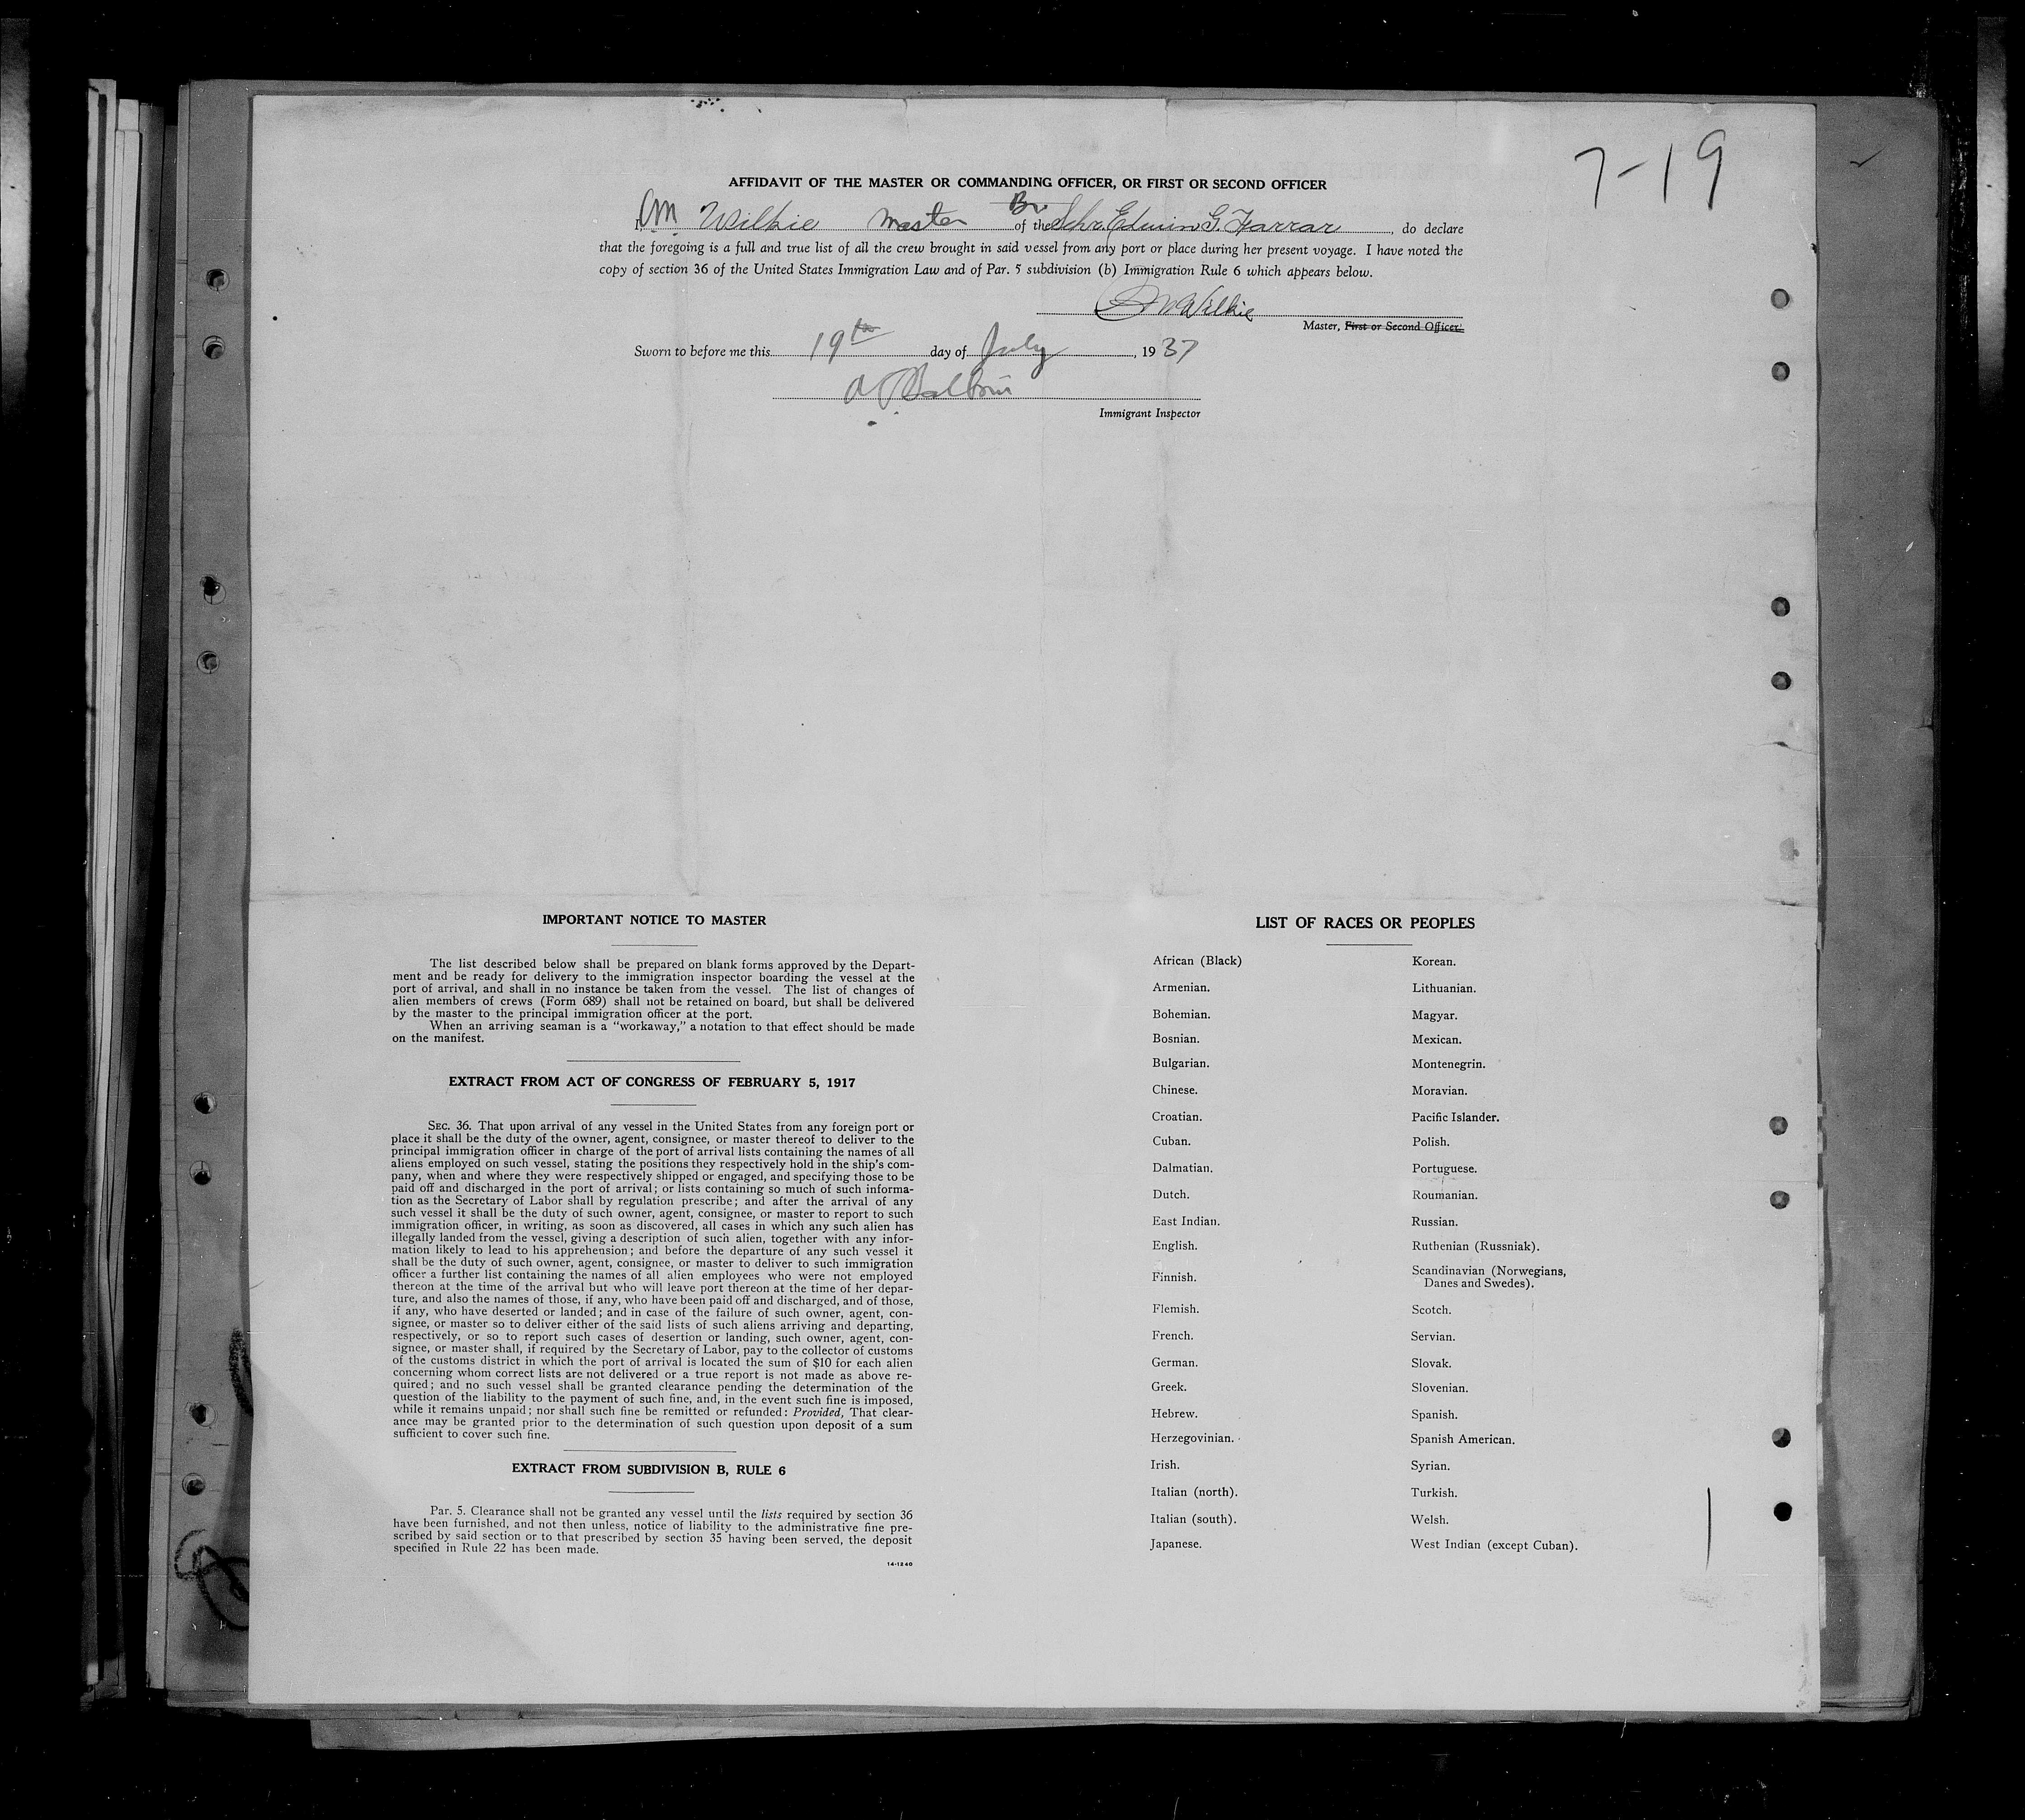 7-19
AFFIDAVIT OF THE MASTER OR COMMANDING OFFICER, OR FIRST OR SECOND OFFICER
I, CM Wilkie Master of the Br. Schr. Edwin G. Farrar, do declare
that the foregoing is a full and true list of all the crew brought in said vessel from any port or place during her present voyage. I have noted the
copy of section 36 of the United States Immigration Law and of Par. 5 subdivision (b) Immigration Rule 6 which appears below.
CM Wilkie
Master, First or Second Officer.
Sworn to before me this 19th day of July, 1937
Immigrant Inspector
IMPORTANT NOTICE TO MASTER
The list described below shall be prepared on blank forms approved by the Depart-
ment and be ready for delivery to the immigration inspector boarding the vessel at the
port of arrival, and shall in no instance be taken from the vessel. The list of changes of
alien members of crews (Form 689) shall not be retained on board, but shall be delivered
by the master to the principal immigration officer at the port.
When an arriving seaman is a "workaway," a notation to that effect should be made
on the manifest.
EXTRACT FROM ACT OF CONGRESS OF FEBRUARY 5, 1917
SEC. 36. That upon arrival of any vessel in the United States from any foreign port or
place it shall be the duty of the owner, agent, consignee, or master thereof to deliver to the
principal immigration officer in charge of the port of arrival lists containing the names of all
aliens employed on such vessel, stating the positions they respectively hold in the ship's com-
pany, when and where they were respectively shipped or engaged, and specifying those to be
paid off and discharged in the port of arrival; or lists containing so much of such informa-
tion as the Secretary of Labor shall by regulation prescribe; and after the arrival of any
such vessel it shall be the duty of such owner, agent, consignee, or master to report to such
immigration officer, in writing, as soon as discovered, all cases in which any such alien has
illegally landed from the vessel, giving a description of such alien, together with any infor-
mation likely to lead to his apprehension; and before the departure of any such vessel it
shall be the duty of such owner, agent, consignee, or master to deliver to such immigration
officer a further list containing the names of all alien employees who were not employed
thereon at the time of the arrival but who will leave port thereon at the time of her depar-
ture, and also the names of those, if any, who have been paid off and discharged, and of those,
if any, who have deserted or landed; and in case of the failure of such owner, agent, con-
signee, or master so to deliver either of the said lists of such aliens arriving and departing,
respectively, or so to report such cases of desertion or landing, such owner, agent, con-
signee, or master shall, if required by the Secretary of Labor, pay to the collector of customs
of the customs district in which the port of arrival is located the sum of $10 for each alien
concerning whom correct lists are not delivered or a true report is not made as above re-
quired; and no such vessel shall be granted clearance pending the determination of the
question of the liability to the payment of such fine, and, in the event such fine is imposed,
while it remains unpaid; nor shall such fine be remitted or refunded: Provided, That clear-
ance may be granted prior to the determination of such question upon deposit of a sum
sufficient to cover such fine.
EXTRACT FROM SUBDIVISION B, RULE 6
Par. 5. Clearance shall not be granted any vessel until the lists required by section 36
have been furnished, and not then unless, notice of liability to the administrative fine pre-
scribed by said section or to that prescribed by section 35 having been served, the deposit
specified in Rule 22 has been made.
14-1240
LIST OF RACES OR PEOPLES
African (Black)
Armenian.
Bohemian.
Bosnian.
Bulgarian.
Chinese.
Croatian.
Cuban.
Dalmatian.
Dutch.
East Indian.
English.
Finnish.
Flemish.
French.
German.
Greek.
Hebrew.
Herzegovinian.
Irish.
Italian (north).
Italian (south).
Japanese.
Korean.
Lithuanian.
Magyar.
Mexican.
Montenegrin.
Moravian.
Pacific Islander.
Polish.
Portuguese.
Roumanian.
Russian.
Ruthenian (Russniak).
Scandinavian (Norwegians,
Danes and Swedes).
Scotch.
Servian.
Slovak.
Slovenian.
Spanish.
Spanish American.
Syrian.
Turkish.
Welsh.
West Indian (except Cuban).